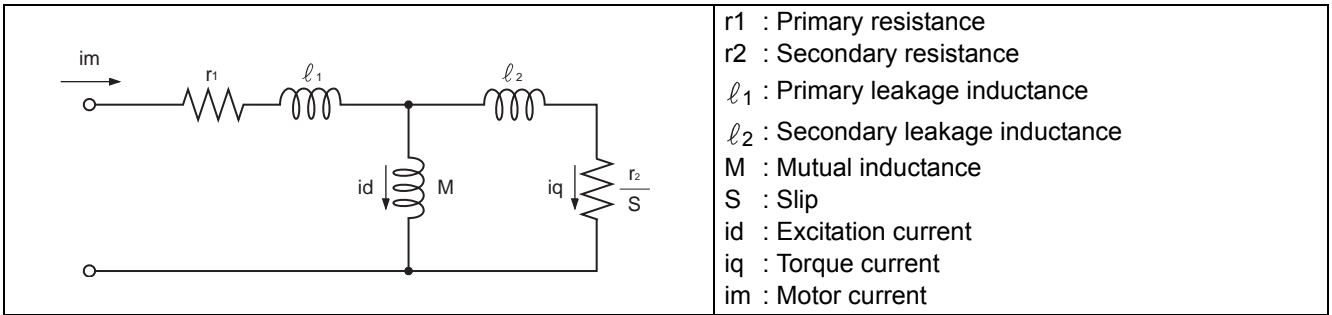 im
r1
ℓ1
ℓ2
id
M
iq
r2
S
r1 : Primary resistance
r2 : Secondary resistance
ℓ1 : Primary leakage inductance
ℓ2 : Secondary leakage inductance
M : Mutual inductance
S : Slip
id : Excitation current
iq : Torque current
im : Motor current